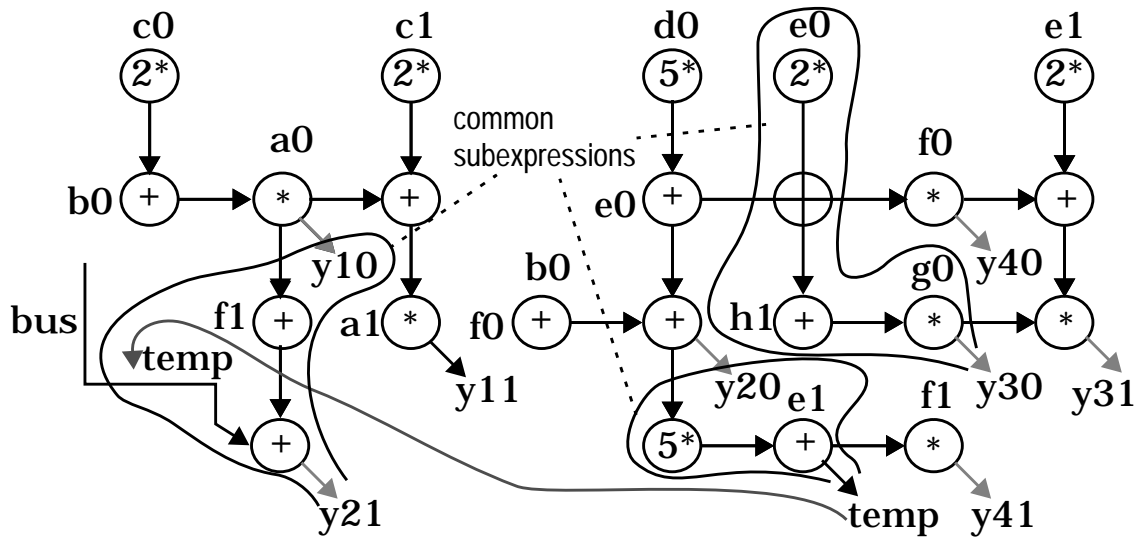 c0 c1 d0 e0 e1
2* 2* 5* 2* 2*
common
subexpressions
a0 f0
b0 + * + e0 + * +
y10 b0 g0 y40
bus f1 + a1 * f0 + + h1 + * *
temp y11 y20 e1 y30 f1 y31
+ 5* + *
y21 temp y41